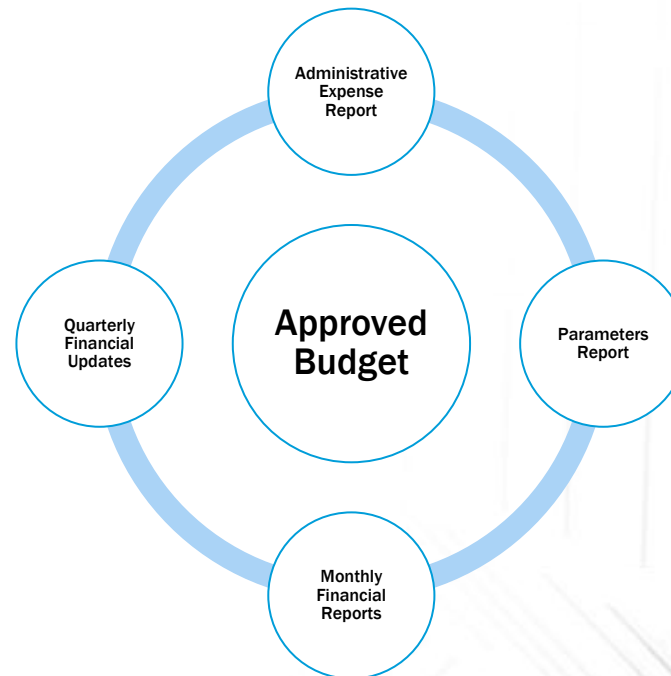 Administrative
Expense
Report
Quarterly
Financial
Updates
Approved
Budget
Parameters
Report
Monthly
Financial
Reports